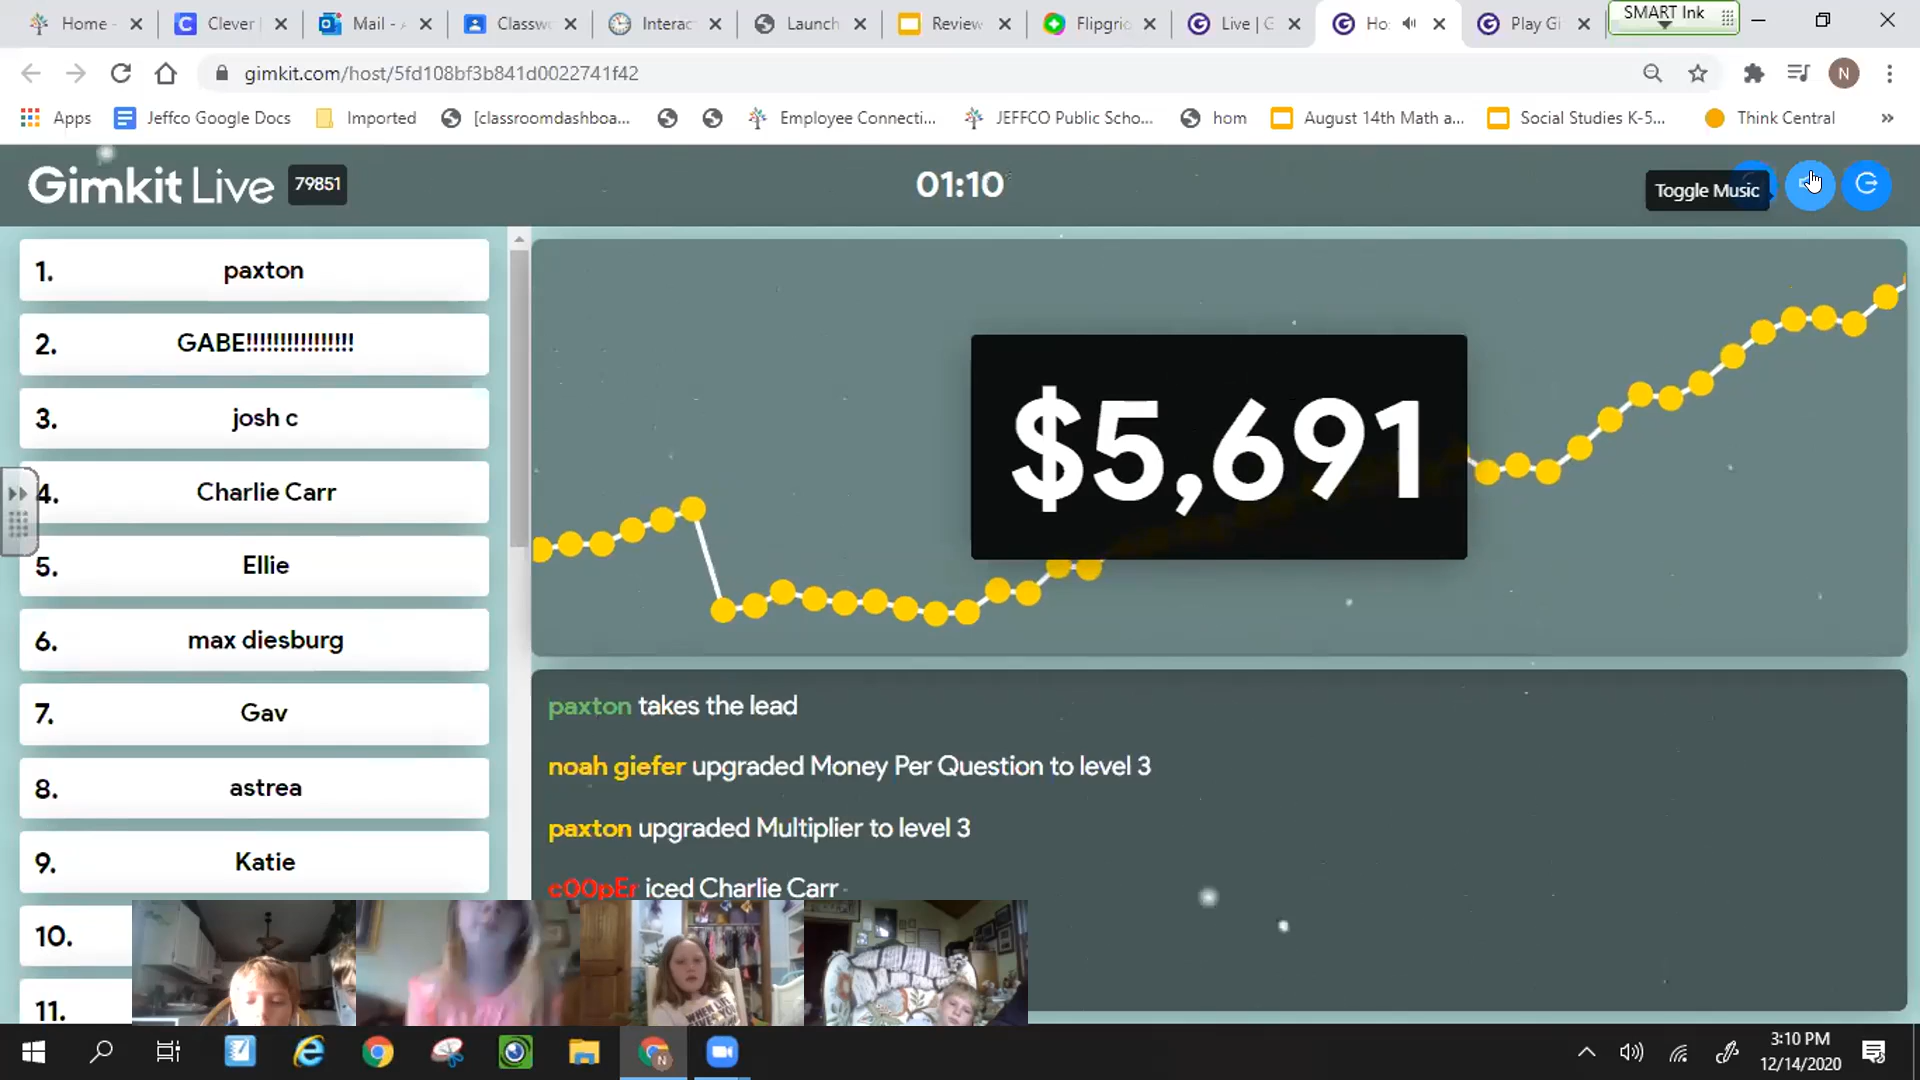 Home -
Clever
Mail - A
Classw
Interac
Launch
Review
Flipgri
Live | G
Ho
Play Gi
SMART Ink
gimkit.com/host/5fd108bf3b841d0022741f42
N
Apps
Jeffco Google Docs
Imported
[classroomdashboa...
Employee Connecti...
JEFFCO Public Scho...
hom
August 14th Math a...
Social Studies K-5...
Think Central
»
Gimkit Live
79851
01:10
Toggle Music
1. paxton
2. GABE!!!!!!!!!!!!!!!!
3. josh c
4. Charlie Carr
5. Ellie
6. max diesburg
7. Gav
8. astrea
9. Katie
10.
11.
$5,691
paxton takes the lead
noah giefer upgraded Money Per Question to level 3
paxton upgraded Multiplier to level 3
c00pEr iced Charlie Carr
3:10 PM
12/14/2020